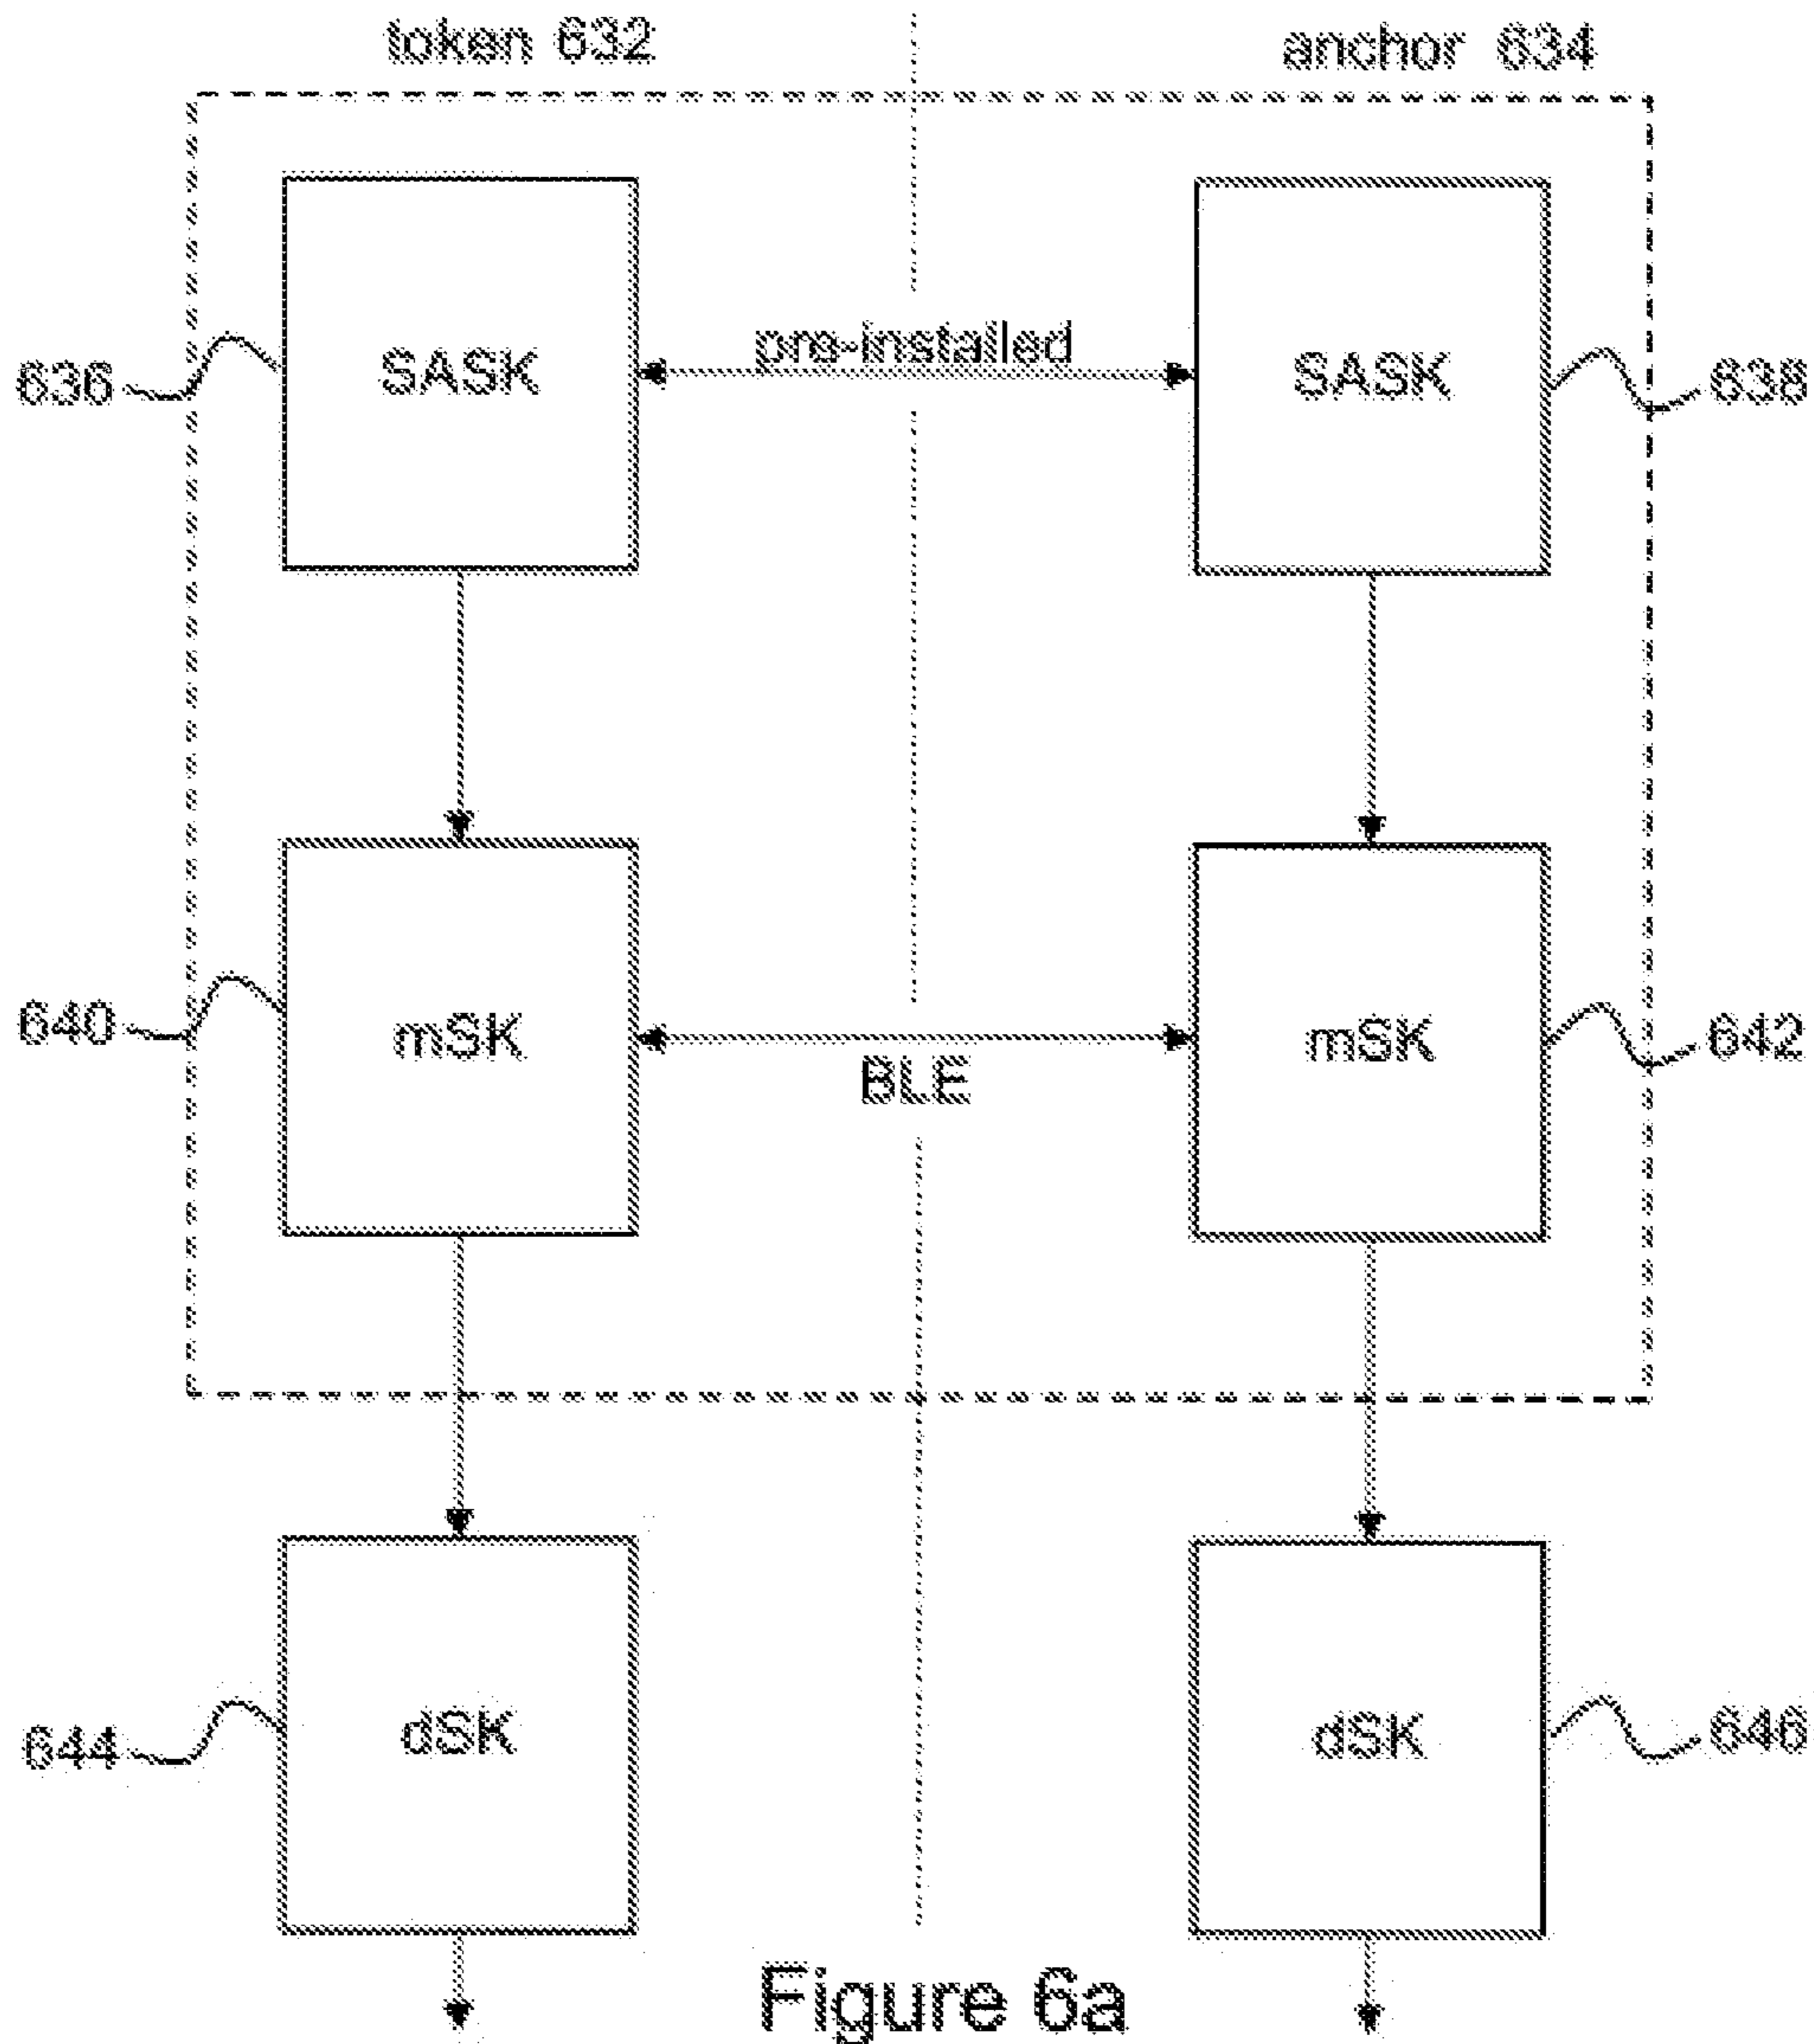 token 632
anchor 634
pre-installed
636
SASK
SASK
638
640
mSK
mSK
642
BLE
644
dSK
dSK
646
Figure 6a